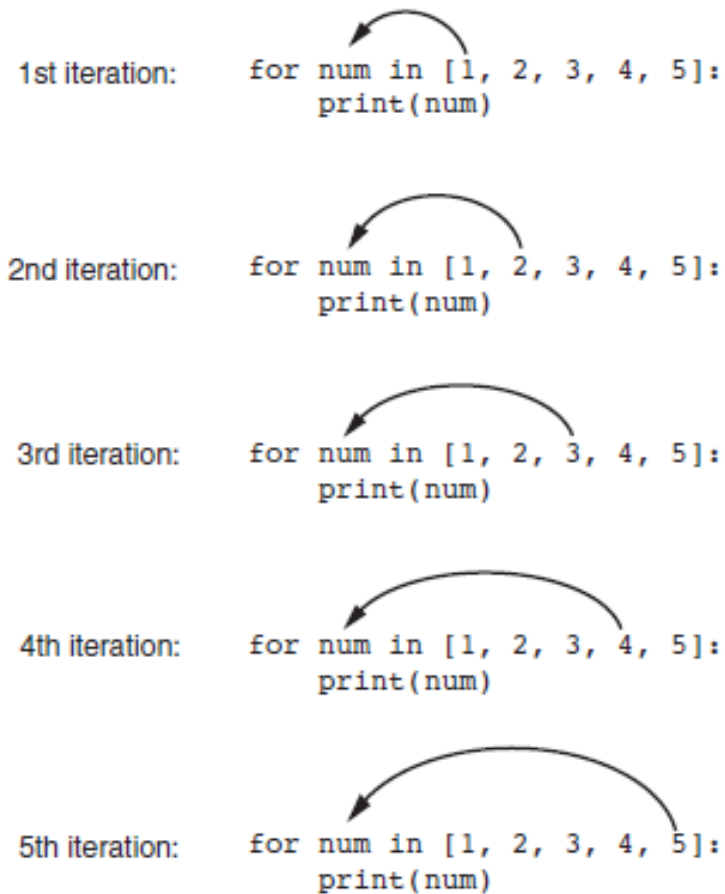 1st iteration: for num in [1, 2, 3, 4, 5]:
print(num)
2nd iteration: for num in [1, 2, 3, 4, 5]:
print(num)
3rd iteration: for num in [1, 2, 3, 4, 5]:
print(num)
4th iteration: for num in [1, 2, 3, 4, 5]:
print(num)
5th iteration: for num in [1, 2, 3, 4, 5]:
print(num)